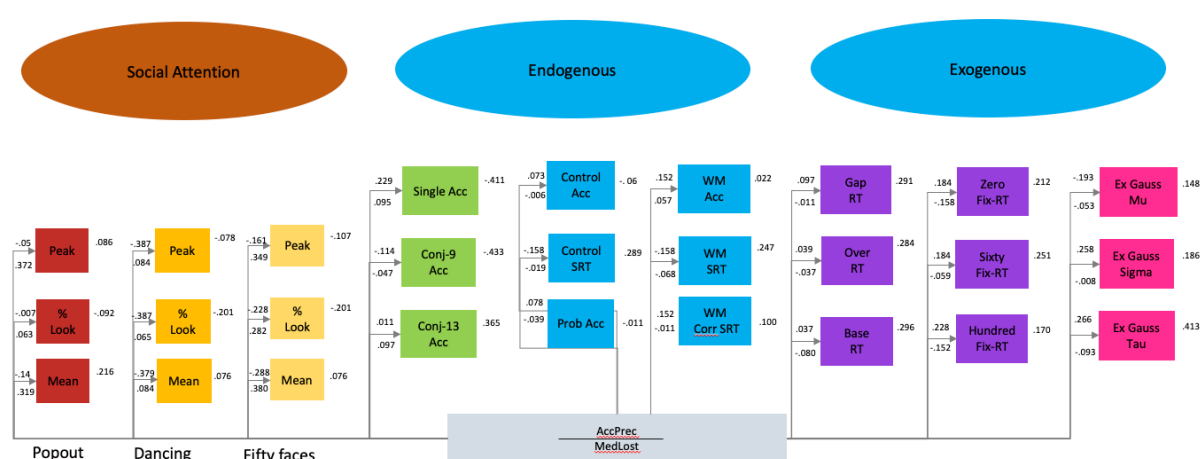 Social Attention
Endogenous
Exogenous
-.05
.372
Peak
.086
-.007
.063
%
Look
-.092
-.14
.319
Mean
.216
Popout
-.387
.084
Peak
-.078
-.387
.065
%
Look
-.201
-.379
.084
Mean
.076
Dancing
-.161
.349
Peak
-.107
-.228
.282
%
Look
-.201
-.288
.380
Mean
.076
Fifty faces
.229
.095
Single Acc
-.411
-.114
-.047
Conj-9
Acc
-.433
.011
.097
Conj-13
Acc
.365
.073
-.006
Control
Acc
-. 06
-.158
-.019
Control
SRT
.289
.078
-.039
Prob Acc
-.011
.152
.057
WM
Acc
.022
-.158
-.068
WM
SRT
.247
.152
-.011
WM
Corr SRT
.100
.097
-.011
Gap
RT
.291
.039
-.037
Over
RT
.284
.037
-.080
Base
RT
.296
.184
-.158
Zero
Fix-RT
.212
.184
-.059
Sixty
Fix-RT
.251
.228
-.152
Hundred
Fix-RT
.170
-.193
-.053
Ex Gauss
Mu
.148
.258
-.008
Ex Gauss
Sigma
.186
.266
-.093
Ex Gauss
Tau
.413
AccPrec
MedLost